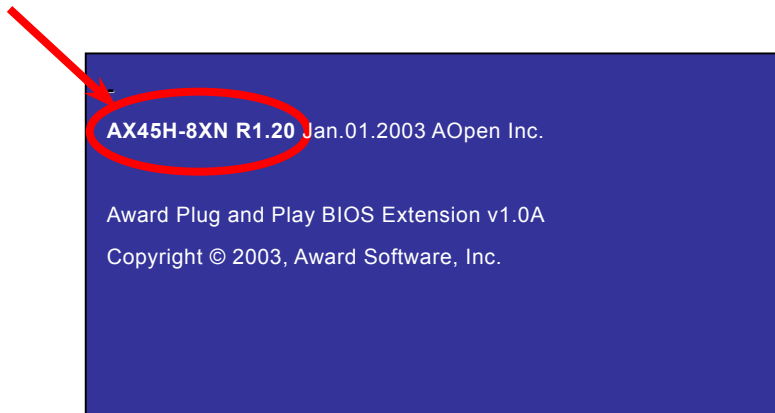 AX45H-8XN R1.20 Jan.01.2003 AOpen Inc.
Award Plug and Play BIOS Extension v1.0A
Copyright © 2003, Award Software, Inc.